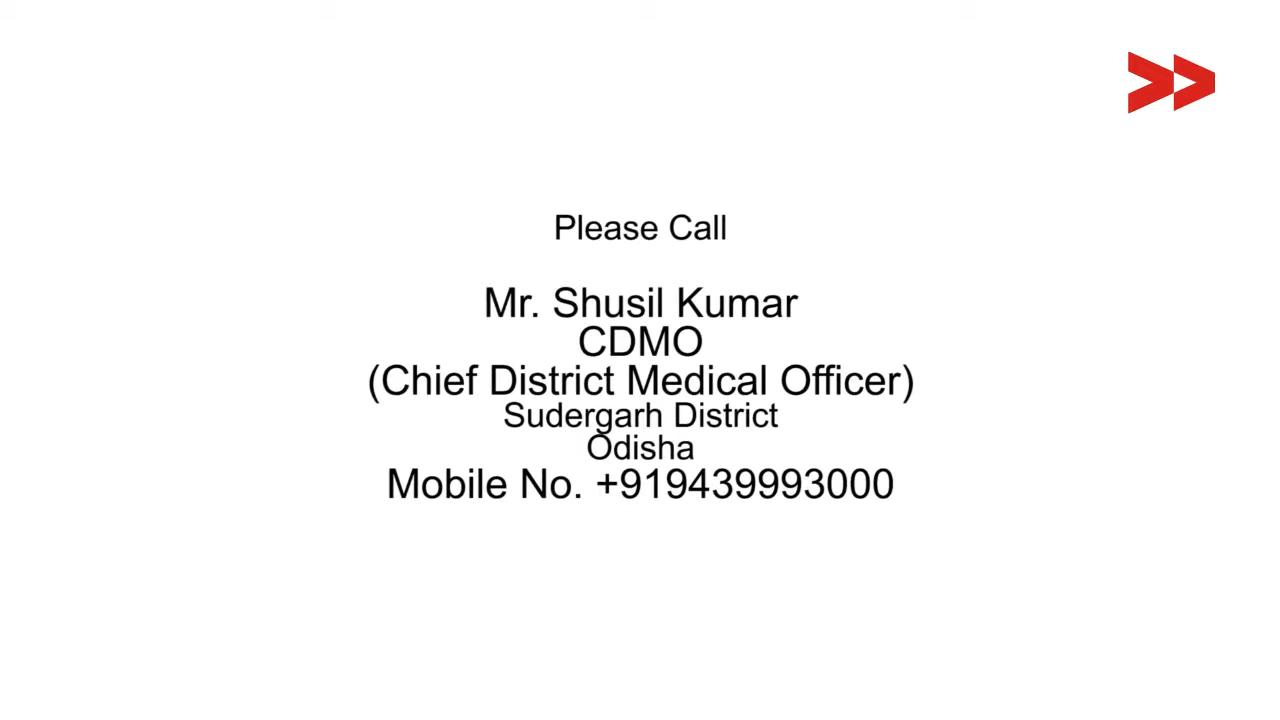 Please Call
Mr. Shusil Kumar
CDMO
(Chief District Medical Officer)
Sudergarh District
Odisha
Mobile No. +919439993000